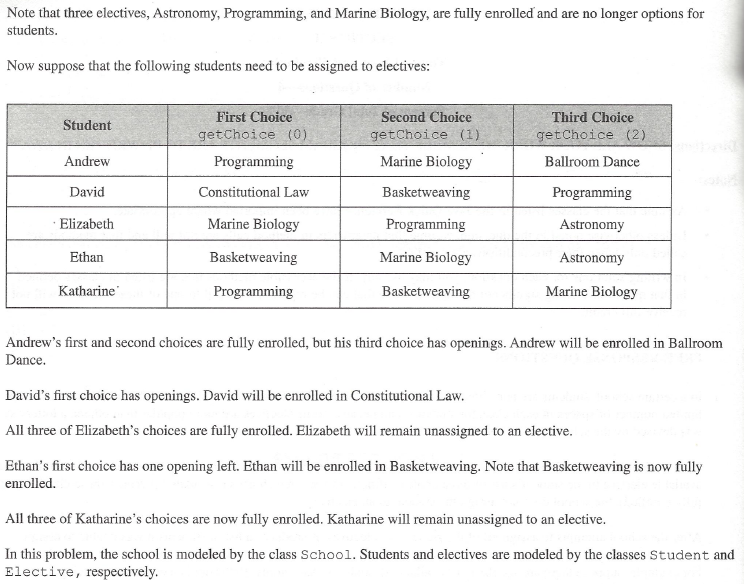 Note that three electives, Astronomy, Programming, and Marine Biology, are fully enrolled and are no longer options for
students.
Now suppose that the following students need to be assigned to electives:
Student
First Choice
getChoice (0)
Second Choice
getChoice (1)
Third Choice
getChoice (2)
Andrew Programming Marine Biology Ballroom Dance
David Constitutional Law Basketweaving Programming
Elizabeth Marine Biology Programming Astronomy
Ethan Basketweaving Marine Biology Astronomy
Katharine Programming Basketweaving Marine Biology
Andrew's first and second choices are fully enrolled, but his third choice has openings. Andrew will be enrolled in Ballroom
Dance.
David's first choice has openings. David will be enrolled in Constitutional Law.
All three of Elizabeth's choices are fully enrolled. Elizabeth will remain unassigned to an elective.
Ethan's first choice has one opening left. Ethan will be enrolled in Basketweaving. Note that Basketweaving is now fully
enrolled.
All three of Katharine's choices are now fully enrolled. Katharine will remain unassigned to an elective.
In this problem, the school is modeled by the class School. Students and electives are modeled by the classes Student and
Elective, respectively.